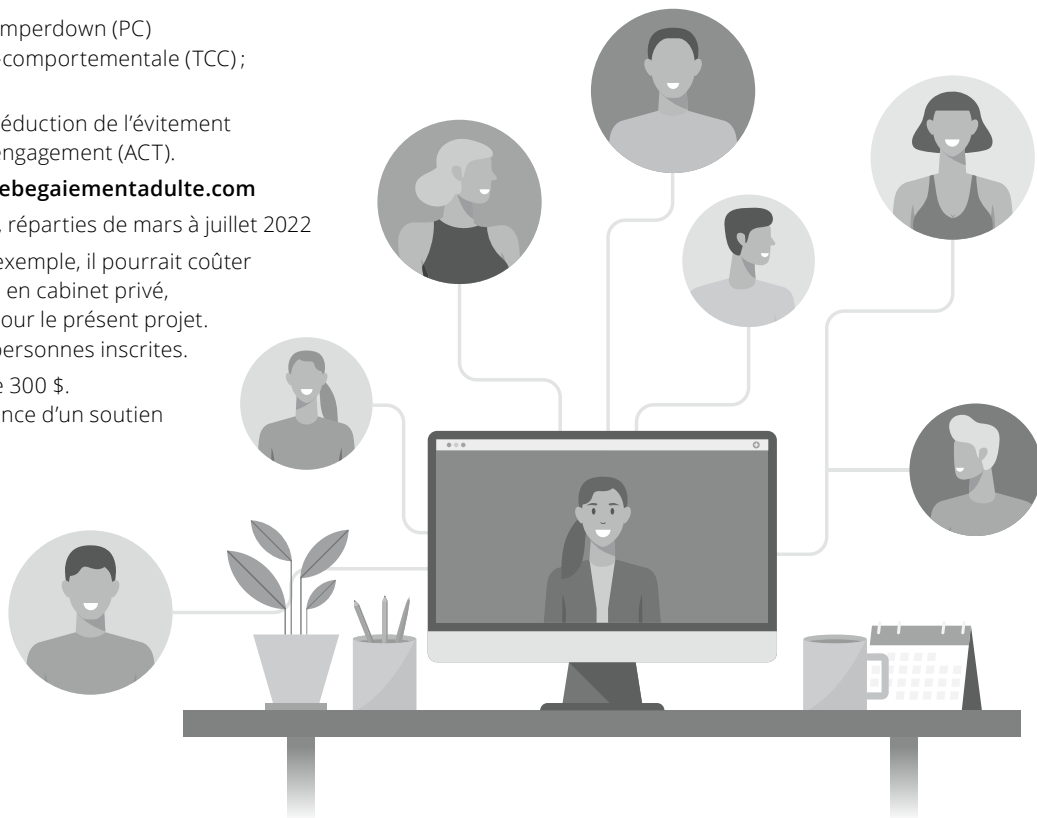 mperdown (PC)
-comportementale (TCC) ;
éduction de l’évitement
engagement (ACT).
ebegaiementadulte.com
, réparties de mars à juillet 2022
exemple, il pourrait coûter
en cabinet privé,
our le présent projet.
personnes inscrites.
e 300 $.
nce d’un soutien